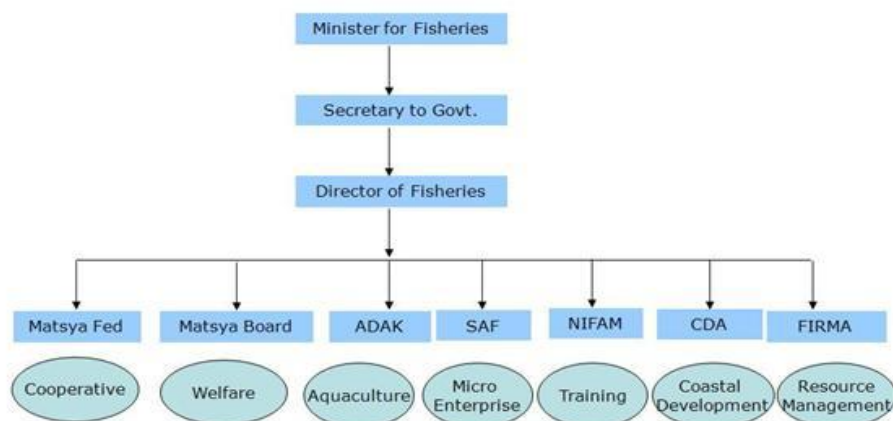 Minister for Fisheries
Secretary to Govt.
Director of Fisheries
Matsya Fed
Matsya Board
ADAK
SAF
NIFAM
CDA
FIRMA
Cooperative
Welfare
Aquaculture
Micro
Enterprise
Training
Coastal
Development
Resource
Management